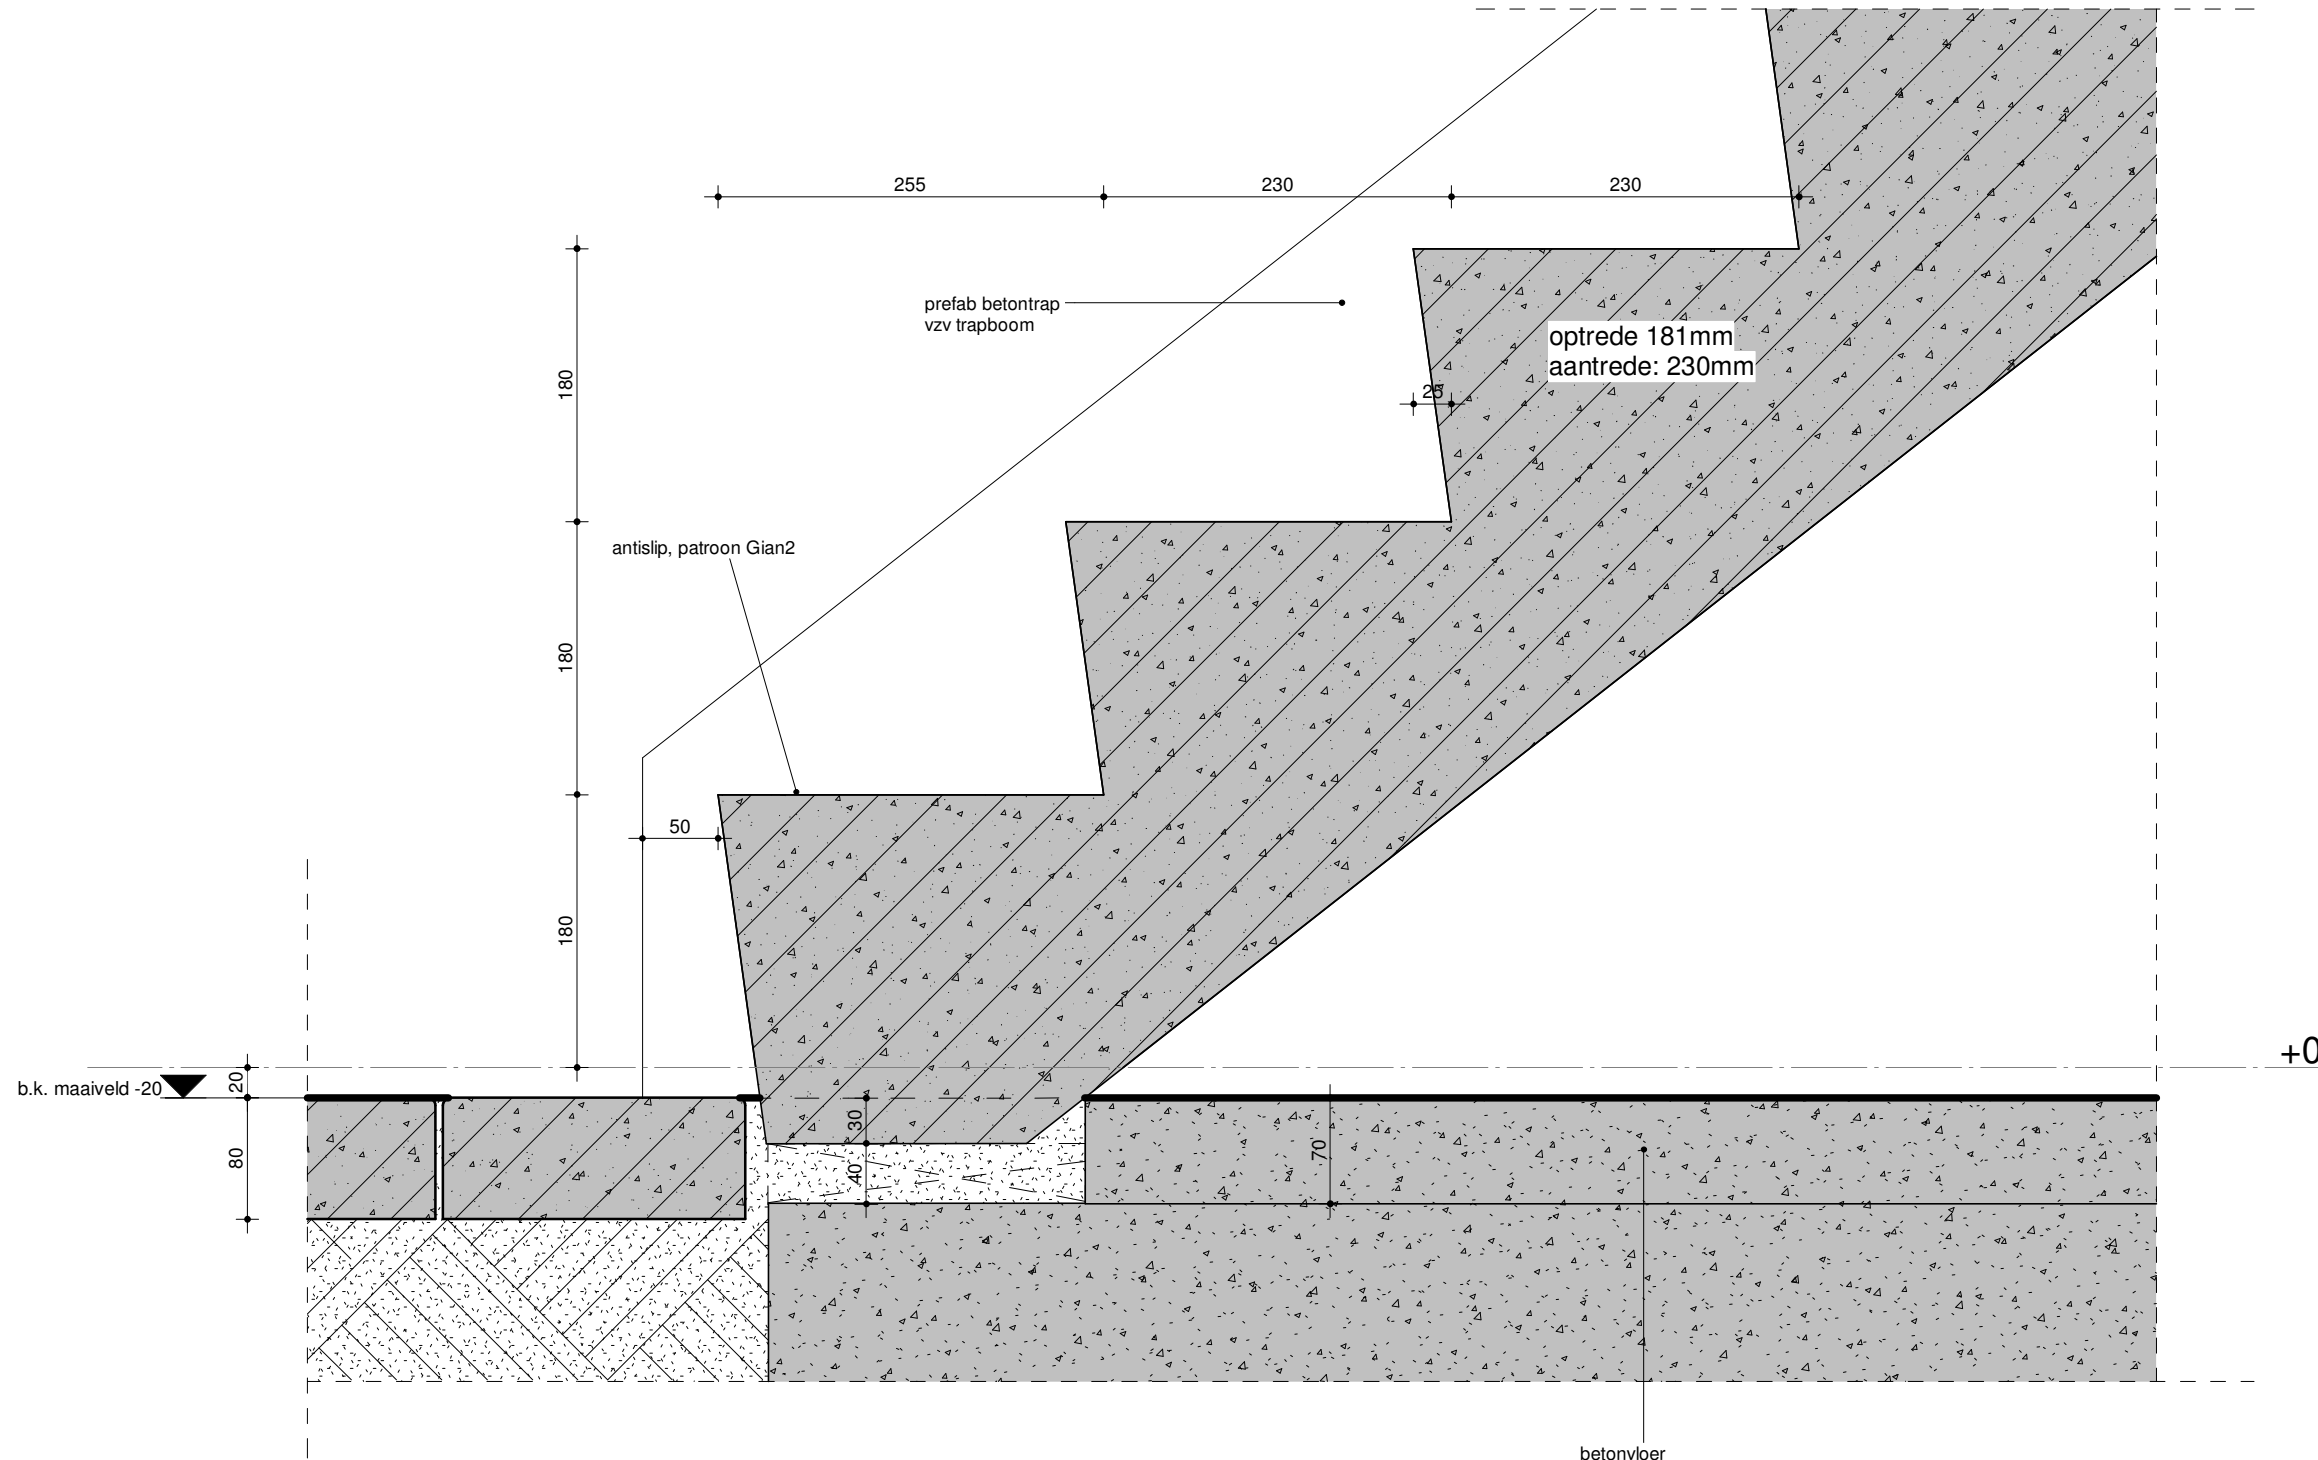 255
230
230
prefab betontrap
vzv trapboom
optrede 181mm
aantrede: 230mm
180
25
antislip, patroon Gian2
180
50
180
+0
20
b.k. maaiveld -20
30
80
40
70
betonvloer